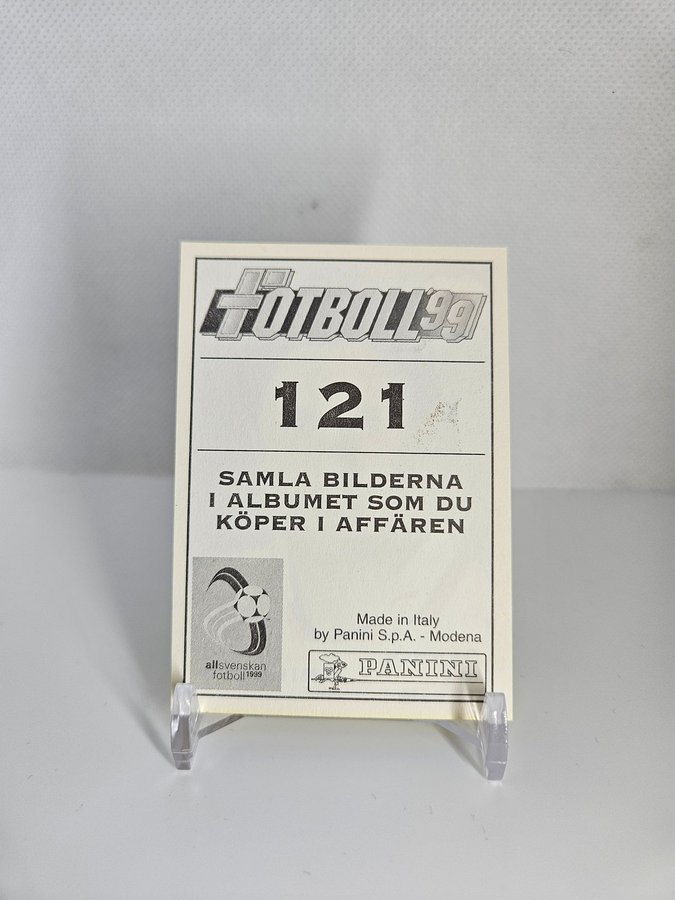 FOTBOLL'99
121
SAMLA BILDERNA
I ALBUMET SOM DU
KÖPER I AFFÄREN
Made in Italy
by Panini S.p.A. - Modena
allsvenskan
fotboll 1999
PANINI